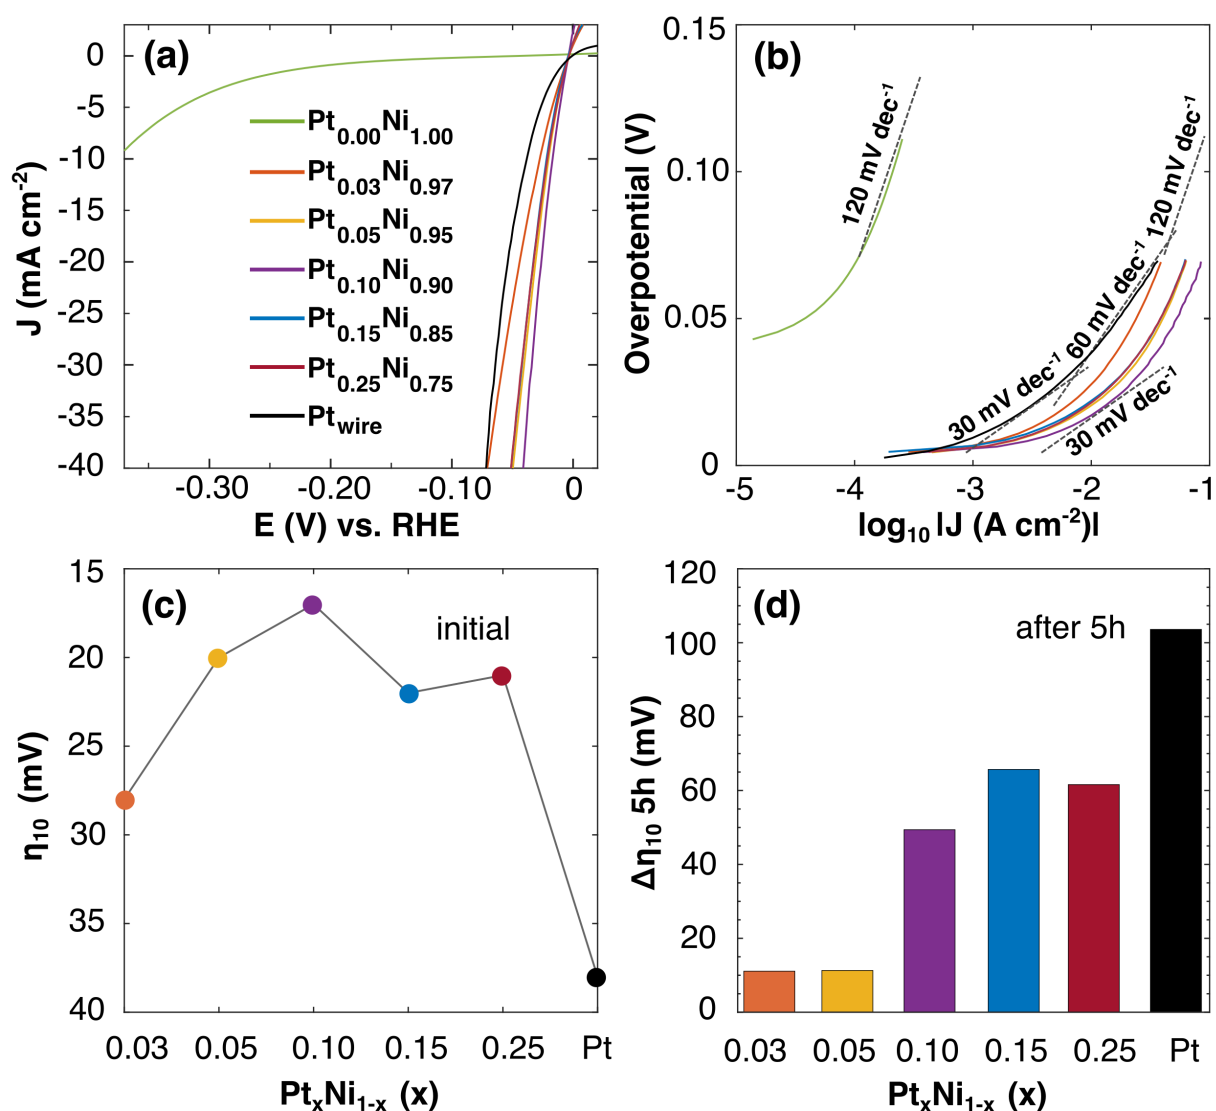 (a)
0
-5
-10
-15
-20
-25
-30
-35
-40
J (mA cm-2)
Pt0.00Ni1.00
Pt0.03Ni0.97
Pt0.05Ni0.95
Pt0.10Ni0.90
Pt0.15Ni0.85
Pt0.25Ni0.75
Ptwire
-0.30 -0.20 -0.10 0
E (V) vs. RHE
(b)
0.15
0.10
0.05
0
Overpotential (V)
120 mV dec-1
120 mV dec-1
60 mV dec-1
30 mV dec-1
30 mV dec-1
-5 -4 -3 -2 -1
log10 |J (A cm-2)|
(c)
initial
15
20
25
30
35
40
η10 (mV)
0.03 0.05 0.10 0.15 0.25 Pt
PtxNi1-x (x)
(d)
after 5h
120
100
80
60
40
20
0
Δη10 5h (mV)
0.03 0.05 0.10 0.15 0.25 Pt
PtxNi1-x (x)